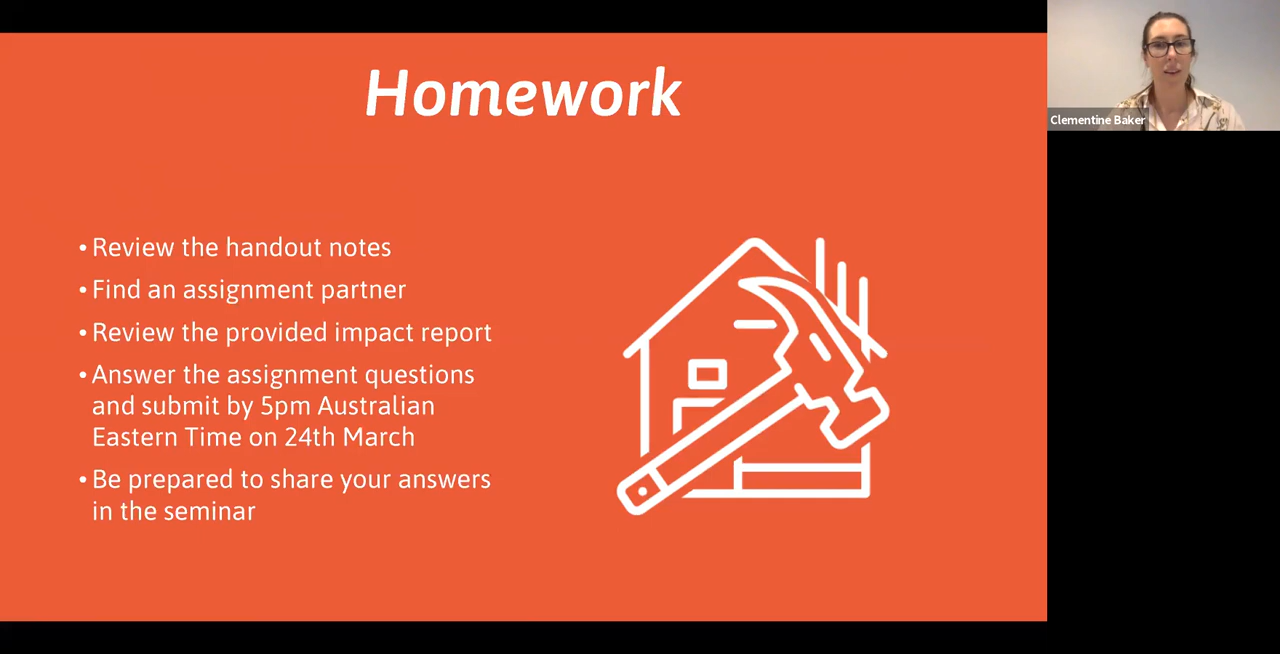 Homework
• Review the handout notes
• Find an assignment partner
• Review the provided impact report
• Answer the assignment questions
and submit by 5pm Australian
Eastern Time on 24th March
• Be prepared to share your answers
in the seminar
Clementine Baker